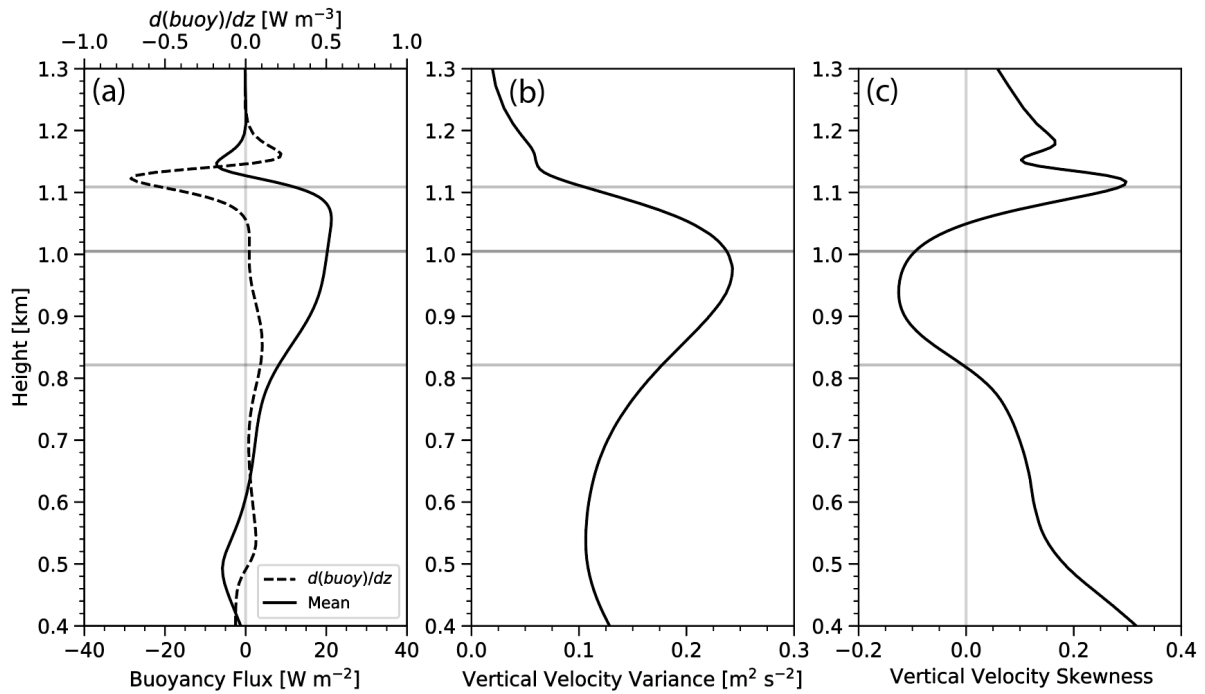 d(buoy)/dz [W m⁻³]
−1.0 −0.5 0.0 0.5 1.0
(a)
1.3
1.2
1.1
1.0
0.9
0.8
0.7
0.6
0.5
0.4
Height [km]
d(buoy)/dz
Mean
−40 −20 0 20 40
Buoyancy Flux [W m⁻²]
(b)
1.3
1.2
1.1
1.0
0.9
0.8
0.7
0.6
0.5
0.4
0.0 0.1 0.2 0.3
Vertical Velocity Variance [m² s⁻²]
(c)
1.3
1.2
1.1
1.0
0.9
0.8
0.7
0.6
0.5
0.4
−0.2 0.0 0.2 0.4
Vertical Velocity Skewness